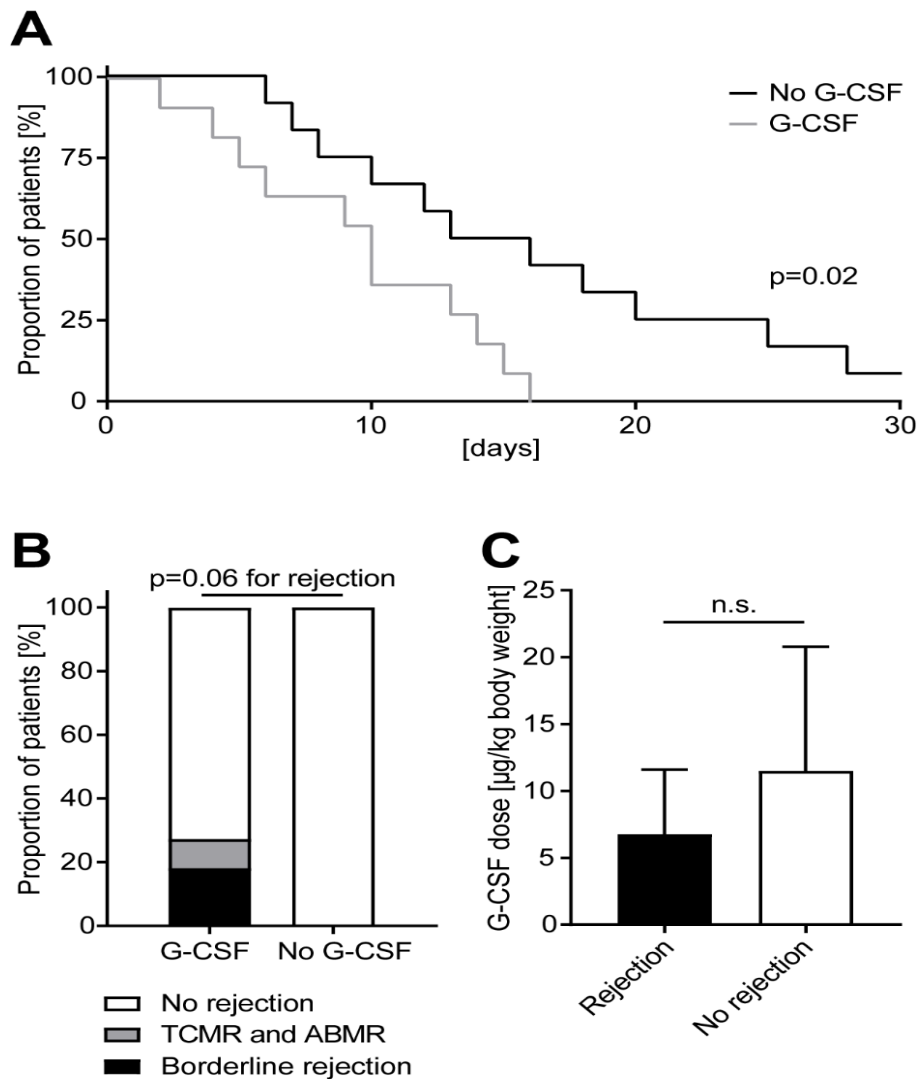 A
Proportion of patients [%]
100
75
50
25
0
0 10 20 30
[days]
No G-CSF
G-CSF
p=0.02
B
p=0.06 for rejection
Proportion of patients [%]
100
80
60
40
20
0
G-CSF No G-CSF
No rejection
TCMR and ABMR
Borderline rejection
C
n.s.
G-CSF dose [µg/kg body weight]
25
20
15
10
5
0
Rejection
No rejection